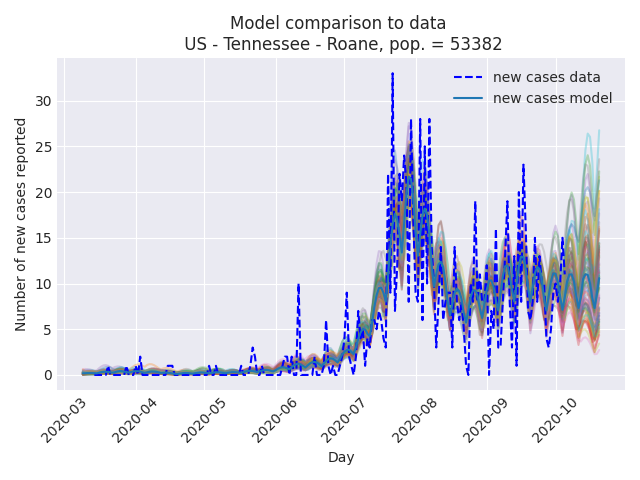 Model comparison to data
US - Tennessee - Roane, pop. = 53382
new cases data
new cases model
Number of new cases reported
30
25
20
15
10
5
0
2020-03
2020-04
2020-05
2020-06
2020-07
2020-08
2020-09
2020-10
Day